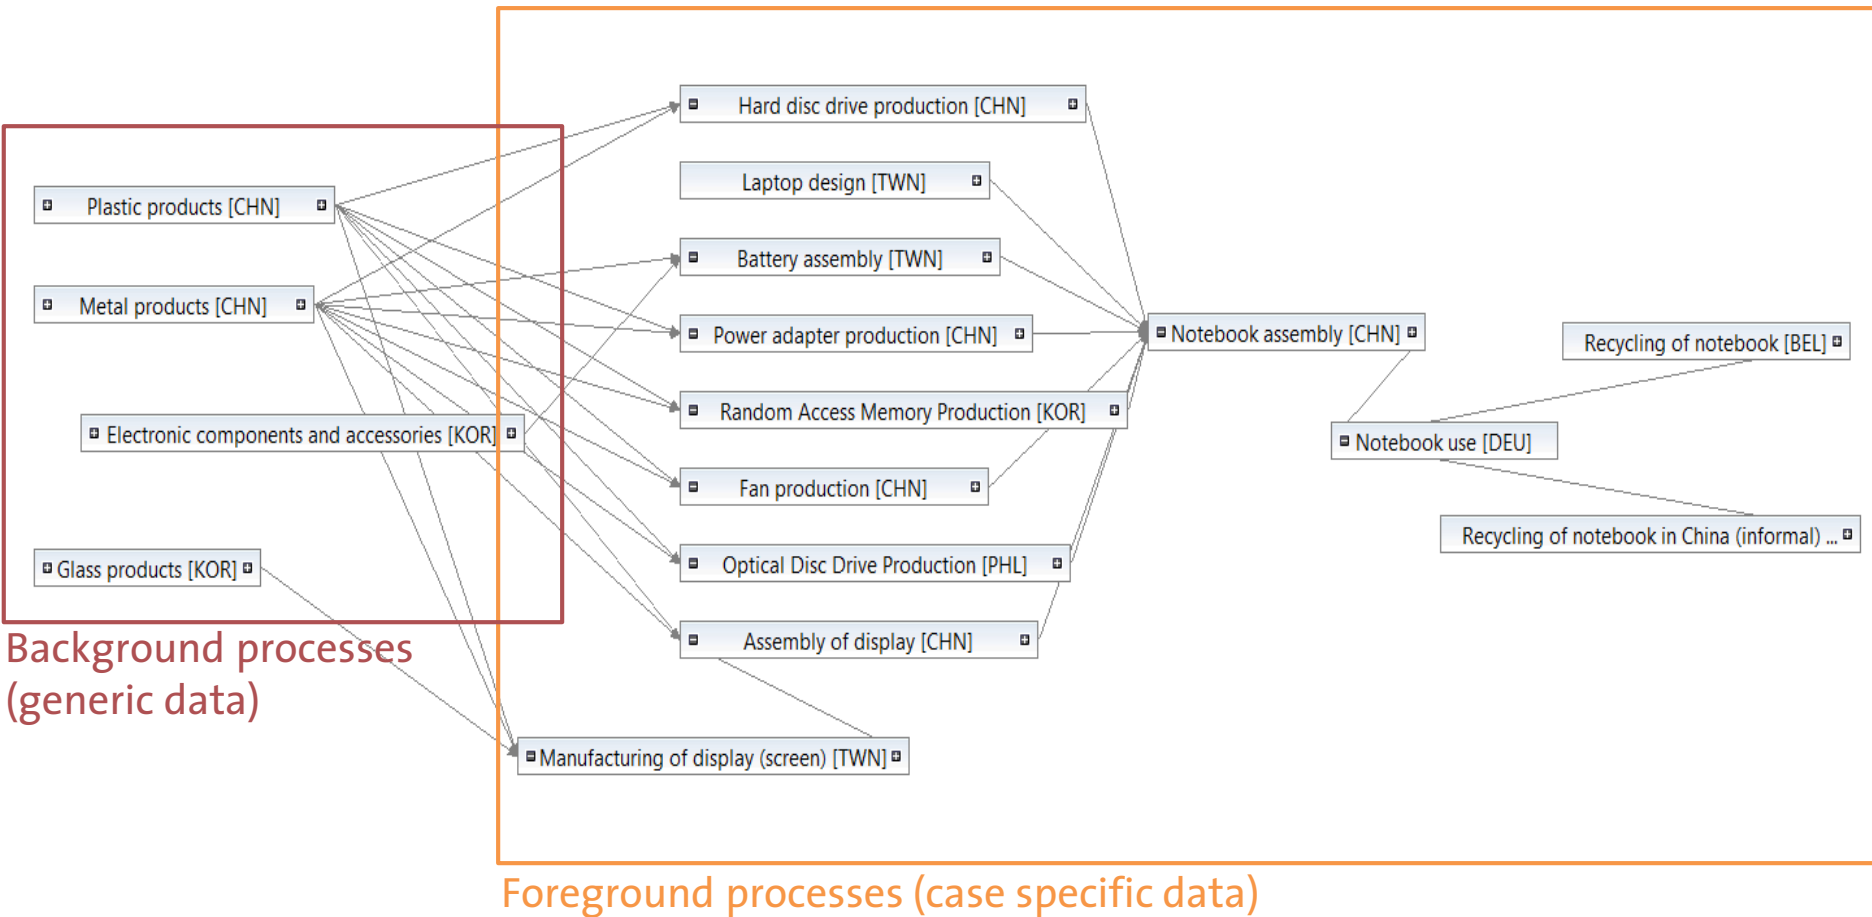 Hard disc drive production [CHN]
Laptop design [TWN]
Plastic products [CHN]
Battery assembly [TWN]
Metal products [CHN]
Power adapter production [CHN]
Notebook assembly [CHN]
Recycling of notebook [BEL]
Random Access Memory Production [KOR]
Electronic components and accessories [KOR]
Notebook use [DEU]
Fan production [CHN]
Recycling of notebook in China (informal) ...
Optical Disc Drive Production [PHL]
Glass products [KOR]
Assembly of display [CHN]
Background processes
(generic data)
Manufacturing of display (screen) [TWN]
Foreground processes (case specific data)